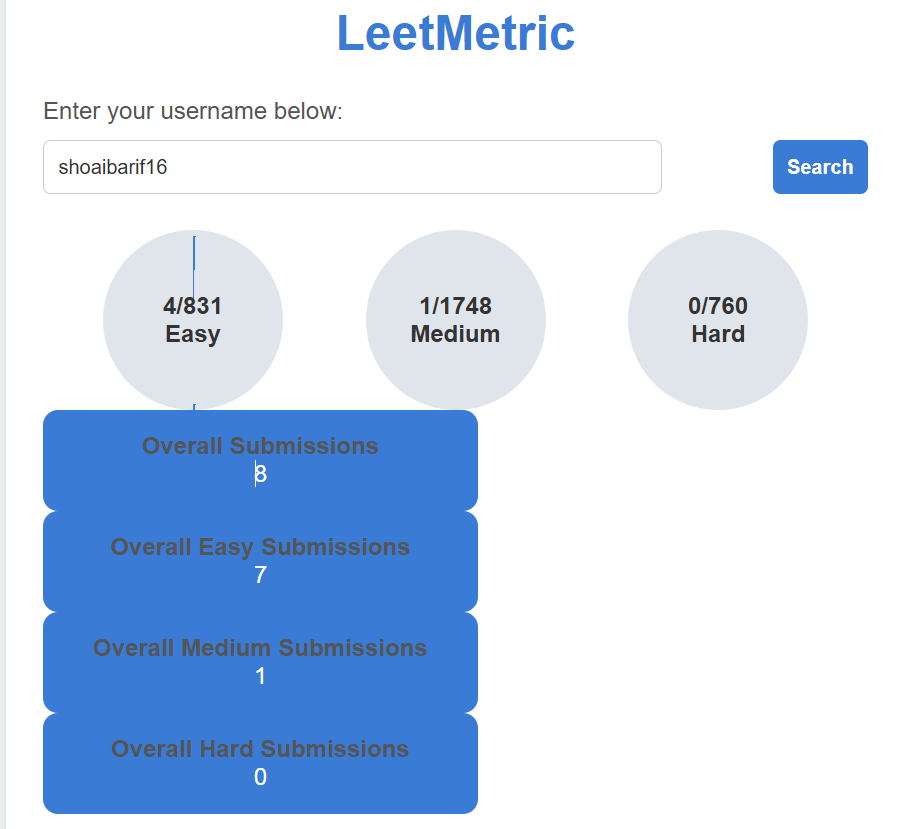 LeetMetric
Enter your username below:
shoaibarif16
Search
4/831
Easy
1/1748
Medium
0/760
Hard
Overall Submissions
8
Overall Easy Submissions
7
Overall Medium Submissions
1
Overall Hard Submissions
0